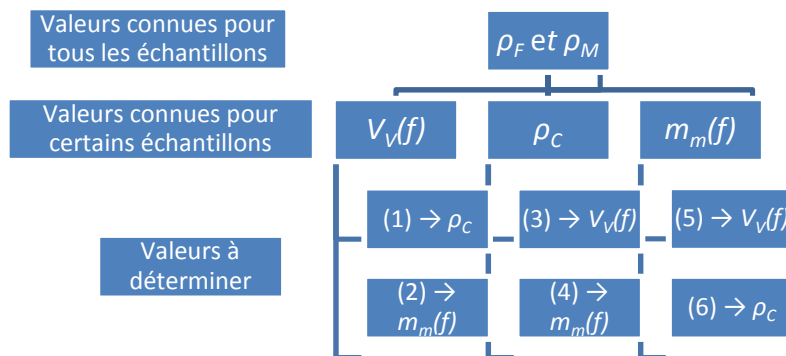 Valeurs connues pour
tous les échantillons
ρF et ρM
Valeurs connues pour
certains échantillons
VV(f)
ρC
mm(f)
Valeurs à
déterminer
(1) → ρC
(3) → VV(f)
(5) → VV(f)
(2) →
mm(f)
(4) →
mm(f)
(6) → ρC